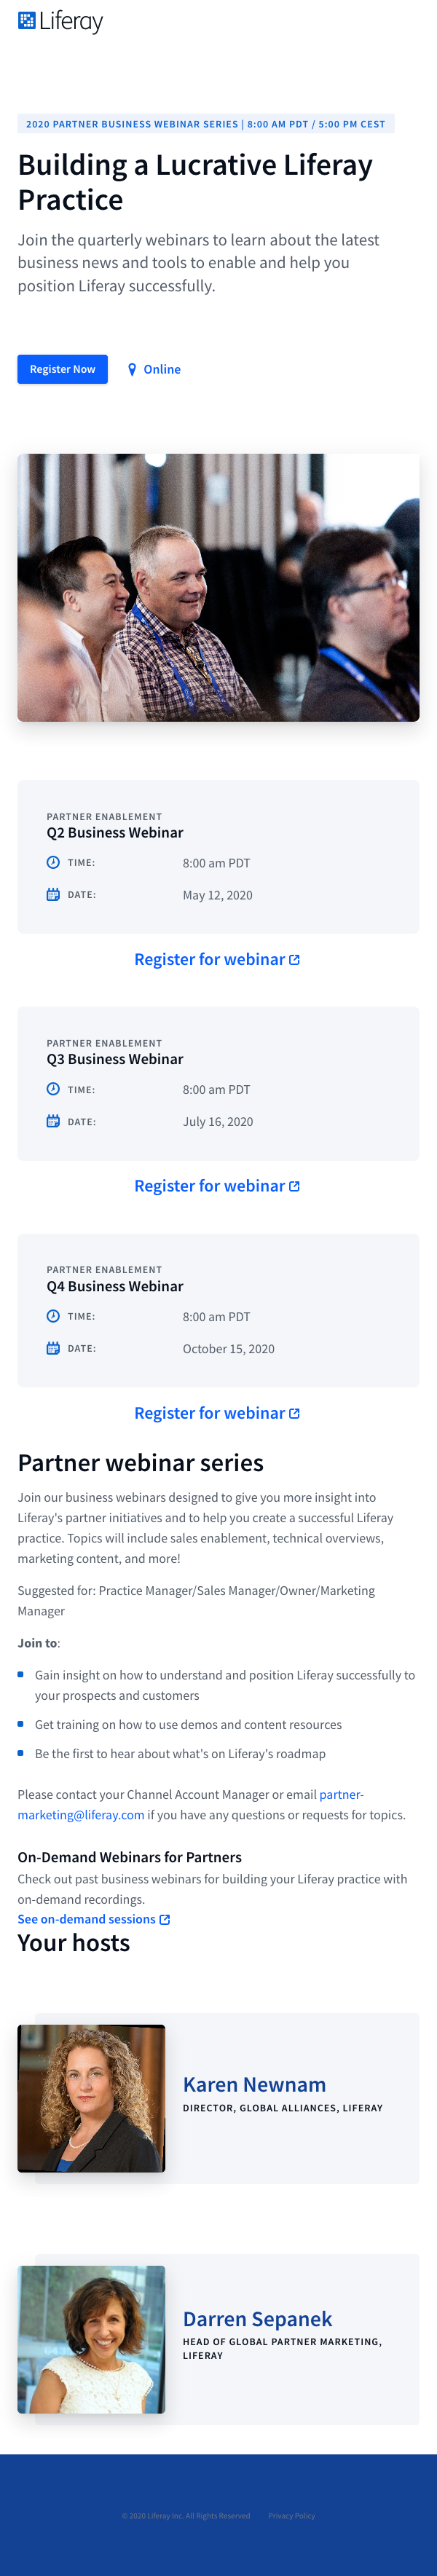 Liferay
2020 PARTNER BUSINESS WEBINAR SERIES | 8:00 AM PDT / 5:00 PM CEST
Building a Lucrative Liferay
Practice
Join the quarterly webinars to learn about the latest
business news and tools to enable and help you
position Liferay successfully.
Register Now
Online
PARTNER ENABLEMENT
Q2 Business Webinar
TIME: 8:00 am PDT
DATE: May 12, 2020
Register for webinar
PARTNER ENABLEMENT
Q3 Business Webinar
TIME: 8:00 am PDT
DATE: July 16, 2020
Register for webinar
PARTNER ENABLEMENT
Q4 Business Webinar
TIME: 8:00 am PDT
DATE: October 15, 2020
Register for webinar
Partner webinar series
Join our business webinars designed to give you more insight into
Liferay's partner initiatives and to help you create a successful Liferay
practice. Topics will include sales enablement, technical overviews,
marketing content, and more!
Suggested for: Practice Manager/Sales Manager/Owner/Marketing
Manager
Join to:
Gain insight on how to understand and position Liferay successfully to
your prospects and customers
Get training on how to use demos and content resources
Be the first to hear about what's on Liferay's roadmap
Please contact your Channel Account Manager or email partner-
marketing@liferay.com if you have any questions or requests for topics.
On-Demand Webinars for Partners
Check out past business webinars for building your Liferay practice with
on-demand recordings.
See on-demand sessions
Your hosts
Karen Newnam
DIRECTOR, GLOBAL ALLIANCES, LIFERAY
Darren Sepanek
HEAD OF GLOBAL PARTNER MARKETING,
LIFERAY
© 2020 Liferay Inc. All Rights Reserved Privacy Policy